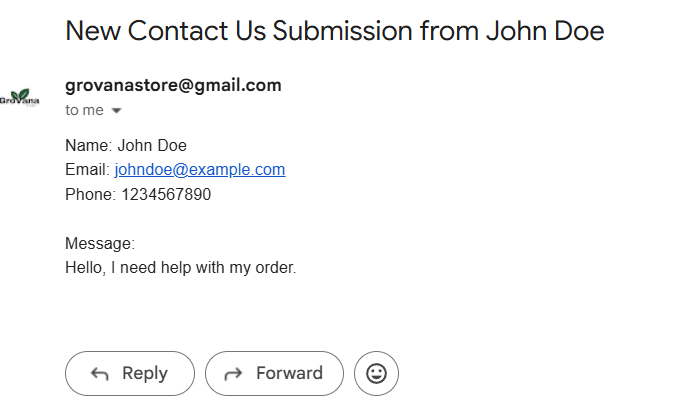 New Contact Us Submission from John Doe
grovanastore@gmail.com
GroVana
to me
Name: John Doe
Email: johndoe@example.com
Phone: 1234567890
Message:
Hello, I need help with my order.
Reply Forward